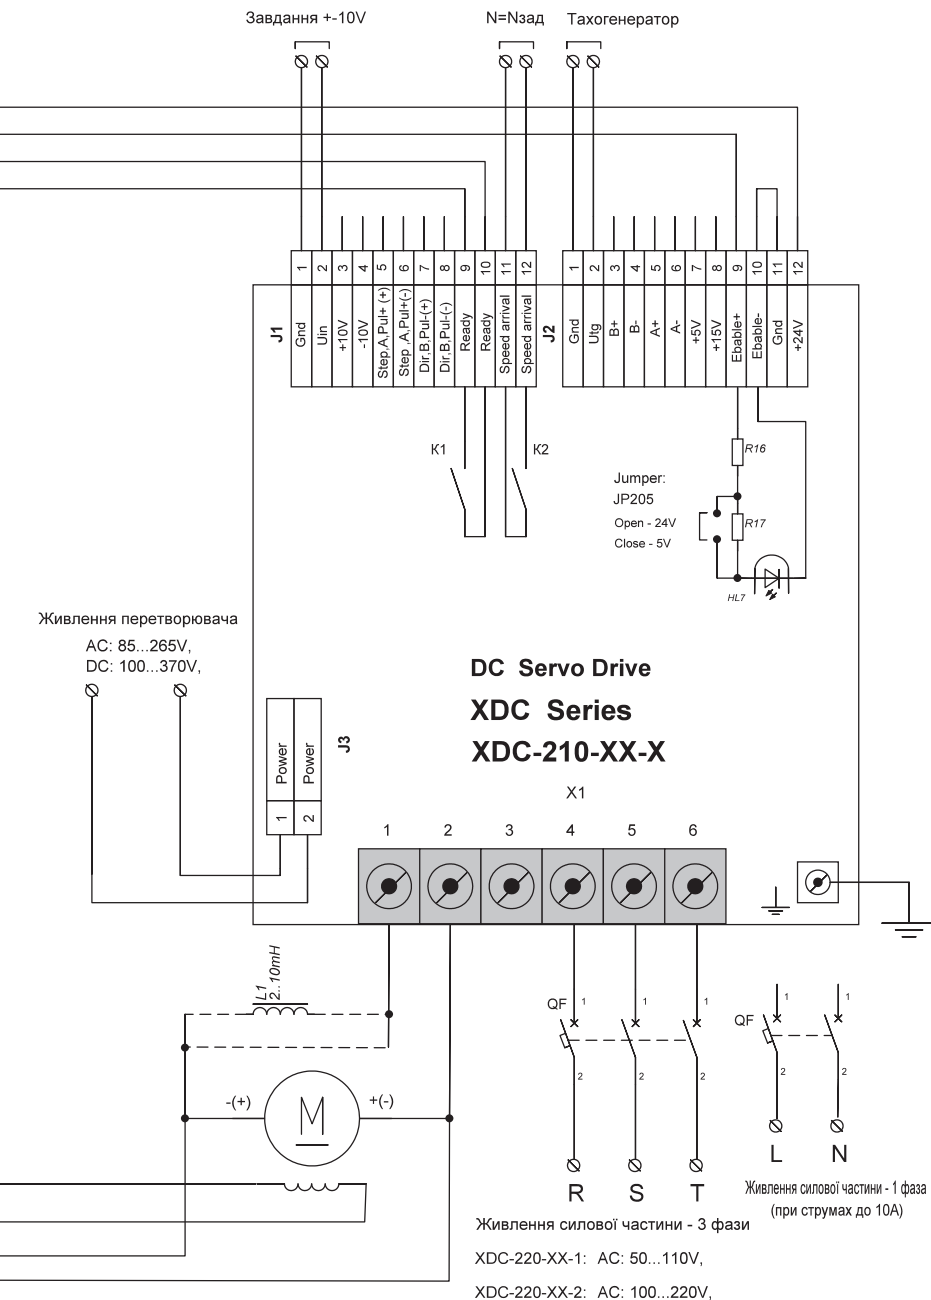 Завдання +-10V
N=Nзад
Тахогенератор
1 2 3 4 5 6 7 8 9 10 11 12
1 2 3 4 5 6 7 8 9 10 11 12
J1
Gnd
Uin
+10V
-10V
Step,A,Pul+ (+)
Step ,A,Pul+(-)
Dir,B,Pul-(+)
Dir,B,Pul-(-)
Ready
Ready
Speed arrival
Speed arrival
J2
Gnd
Utg
B+
B-
A+
A-
+5V
+15V
Ebable+
Ebable-
Gnd
+24V
K1
K2
R16
Jumper:
JP205
Open - 24V
Close - 5V
R17
HL7
Живлення перетворювача
AC: 85...265V,
DC: 100...370V,
DC Servo Drive
XDC Series
XDC-210-XX-X
J3
Power
Power
1
2
X1
1 2 3 4 5 6
L1
2..10mH
-(+)
M
+(-)
QF
1
1
1
2
2
2
QF
1
1
2
2
L
N
R
S
T
Живлення силової частини - 1 фаза
(при струмах до 10А)
Живлення силової частини - 3 фази
XDC-220-XX-1: AC: 50...110V,
XDC-220-XX-2: AC: 100...220V,